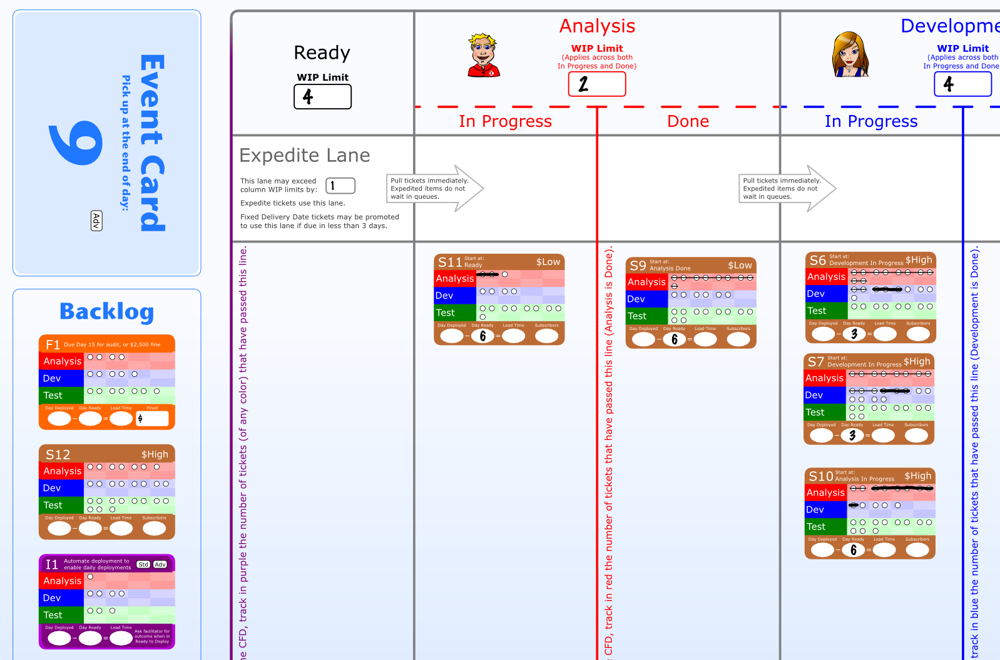 Event Card
Pick up at the end of day:
9
Adv
Backlog
F1 Due Day 15 for audit, or $2,500 fine
Analysis
Dev
Test
Day Deployed Day Ready Lead Time Fined
– = $
S12 $High
Analysis
Dev
Test
Day Deployed Day Ready Lead Time Subscribers
– =
I1 Automate deployment to
enable daily deployments
Std Adv
Analysis
Dev
Test
Day Deployed Day Ready Lead Time
– =
Ask facilitator for
outcome when in
Ready to Deploy
Ready
WIP Limit
4
Analysis
WIP Limit
(Applies across both
In Progress and Done)
2
In Progress
Done
Developme
WIP Limit
(Applies across both
In Progress and Done
4
In Progress
Expedite Lane
This lane may exceed
column WIP limits by:
1
Expedite tickets use this lane.
Fixed Delivery Date tickets may be promoted
to use this lane if due in less than 3 days.
Pull tickets immediately.
Expedited items do not
wait in queues.
Pull tickets immediately.
Expedited items do not
wait in queues.
e CFD, track in purple the number of tickets (of any color) that have passed this line.
S11 Start at:
Ready
$Low
Analysis
Dev
Test
Day Deployed Day Ready Lead Time Subscribers
– 6 =
CFD, track in red the number of tickets that have passed this line (Analysis is Done).
S9 Start at:
Analysis Done
$Low
Analysis
Dev
Test
Day Deployed Day Ready Lead Time Subscribers
– 6 =
S6 Start at:
Development In Progress
$High
Analysis
Dev
Test
Day Deployed Day Ready Lead Time Subscribers
– 3 =
S7 Start at:
Development In Progress
$High
Analysis
Dev
Test
Day Deployed Day Ready Lead Time Subscribers
– 3 =
S10 Start at:
Analysis In Progress
$High
Analysis
Dev
Test
Day Deployed Day Ready Lead Time Subscribers
– 6 =
track in blue the number of tickets that have passed this line (Development is Done).